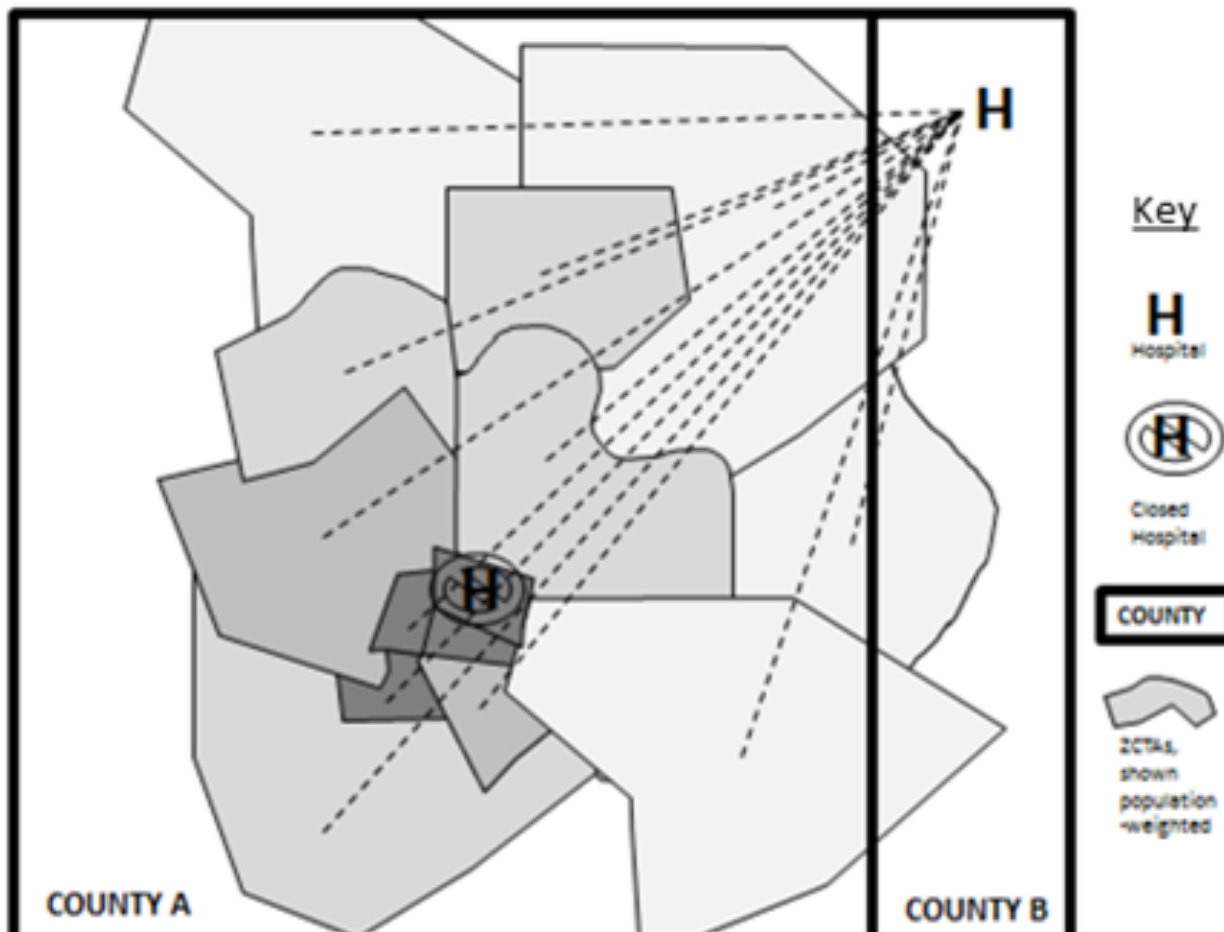 H
Key
H
Hospital
H
Closed
Hospital
H
COUNTY
ZCTAs,
shown
population
-weighted
COUNTY A
COUNTY B